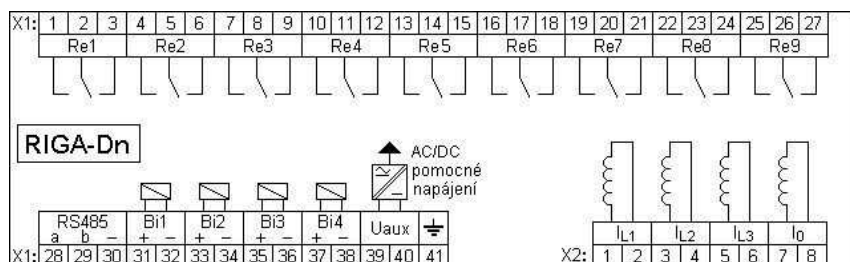 X1: 1 2 3 4 5 6 7 8 9 10 11 12 13 14 15 16 17 18 19 20 21 22 23 24 25 26 27
Re1 Re2 Re3 Re4 Re5 Re6 Re7 Re8 Re9
RIGA-Dn
AC/DC
pomocné
napájení
RS485 Bi1 Bi2 Bi3 Bi4 Uaux
a b – + – + – + – + –
IL1 IL2 IL3 I0
X1: 28 29 30 31 32 33 34 35 36 37 38 39 40 41
X2: 1 2 3 4 5 6 7 8